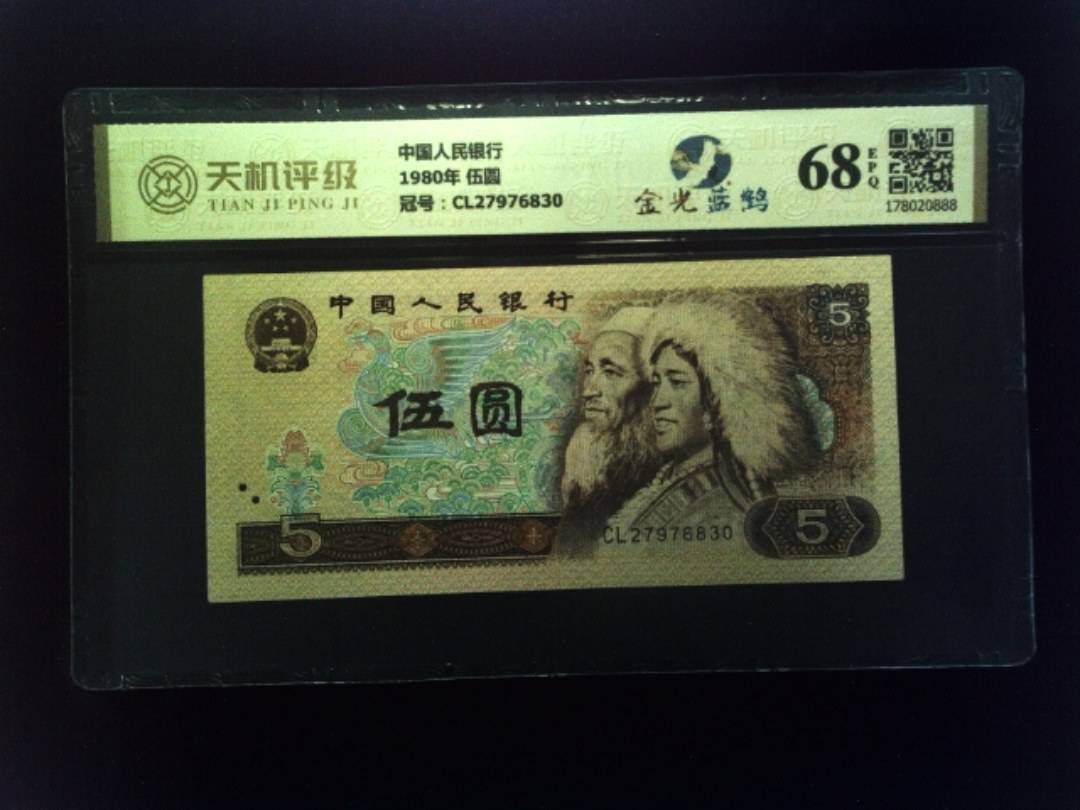 天机评级
TIAN JI PING JI
中国人民银行
1980年 伍圆
冠号：CL27976830
金光蓝鹤
68
EPQ
178020888
中国人民银行
5
伍圆
5
CL27976830
5